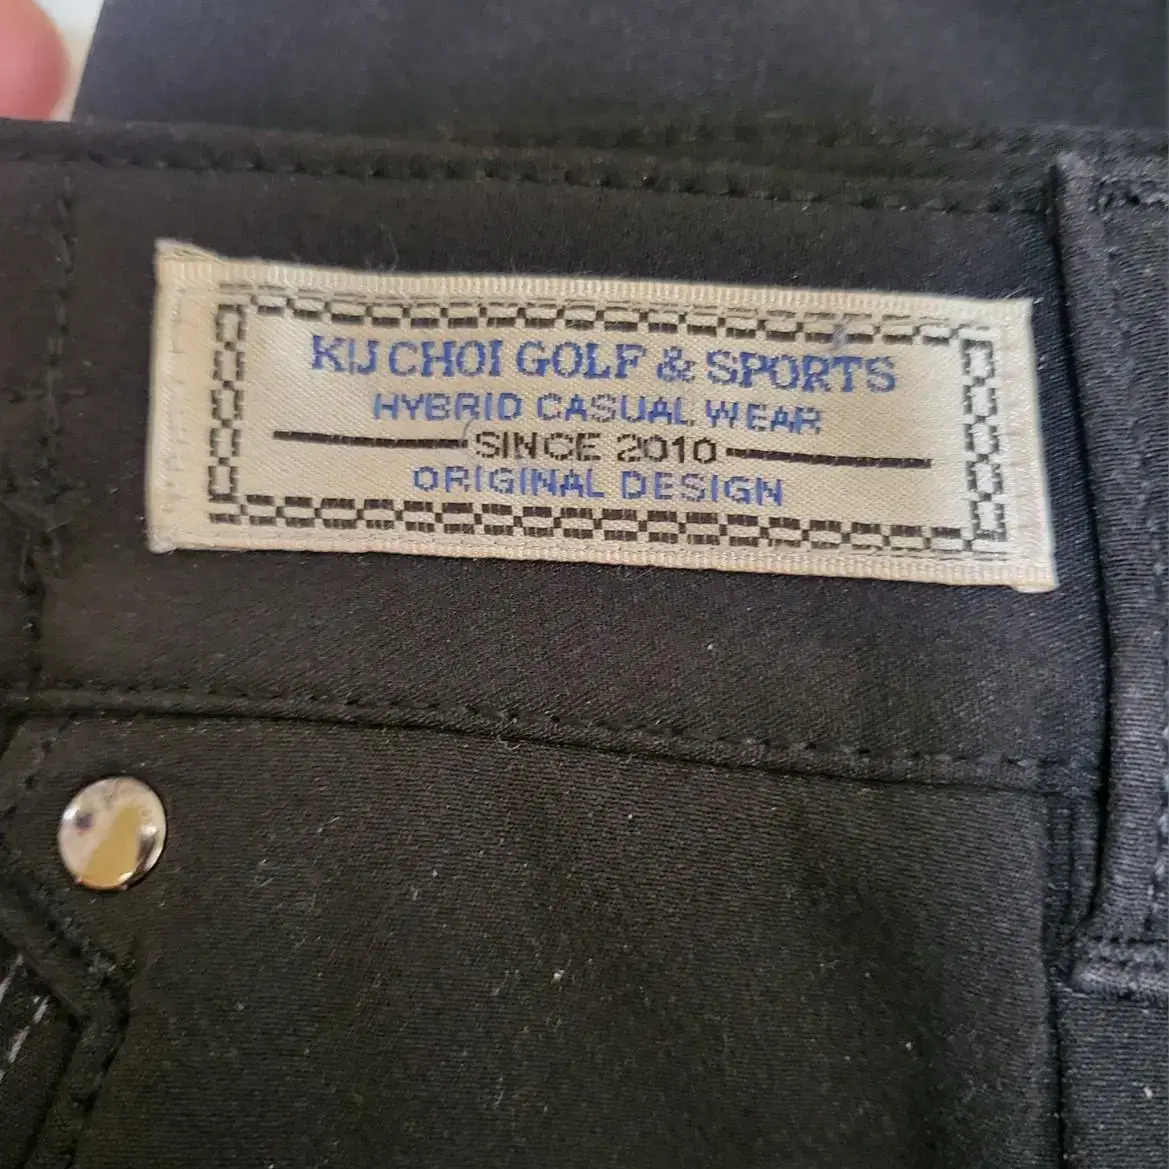 KIJ CHOI GOLF & SPORTS
HYBRID CASUAL WEAR
SINCE 2010
ORIGINAL DESIGN